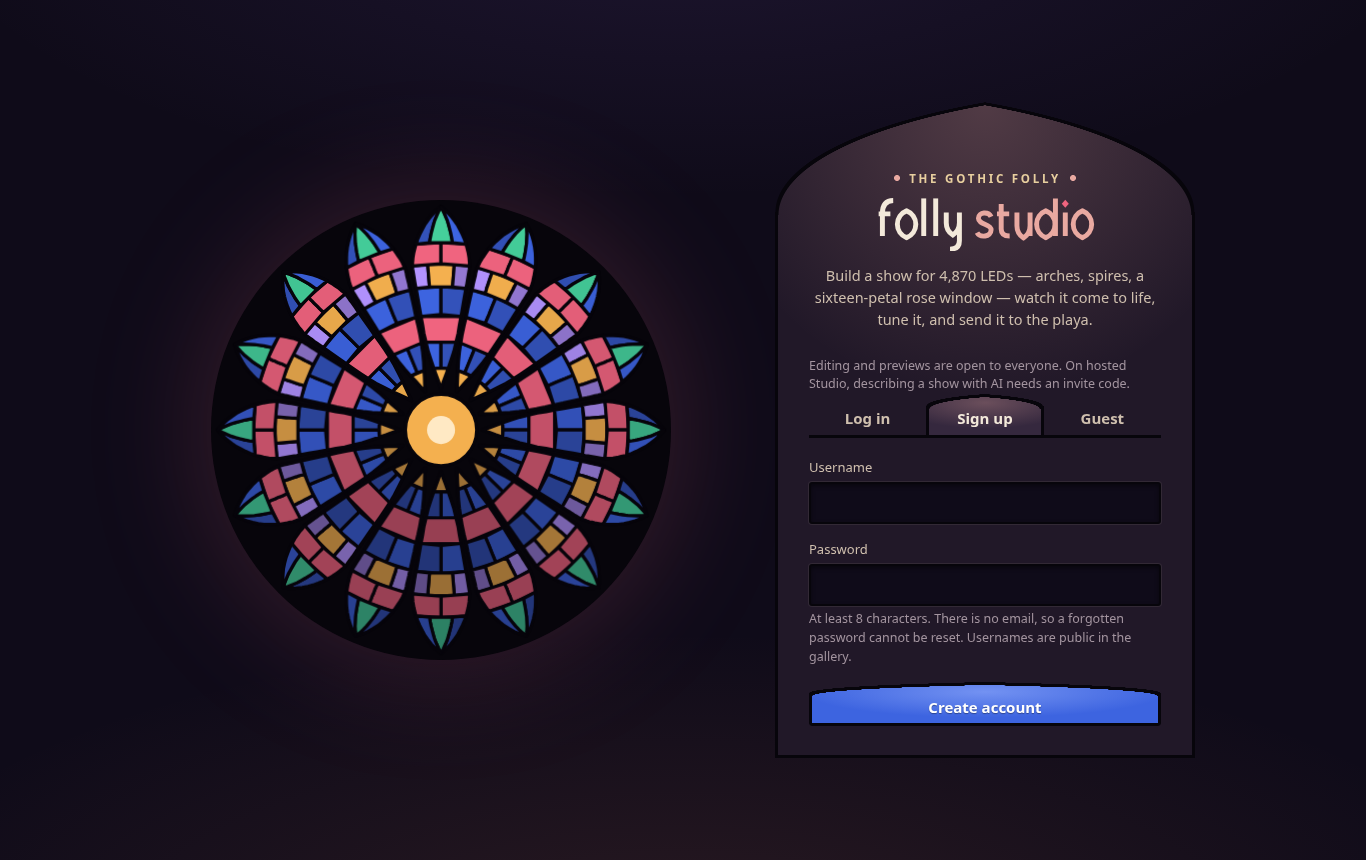 THE GOTHIC FOLLY
folly studio
Build a show for 4,870 LEDs — arches, spires, a
sixteen-petal rose window — watch it come to life,
tune it, and send it to the playa.
Editing and previews are open to everyone. On hosted
Studio, describing a show with AI needs an invite code.
Log in Sign up Guest
Username
Password
At least 8 characters. There is no email, so a forgotten
password cannot be reset. Usernames are public in the
gallery.
Create account